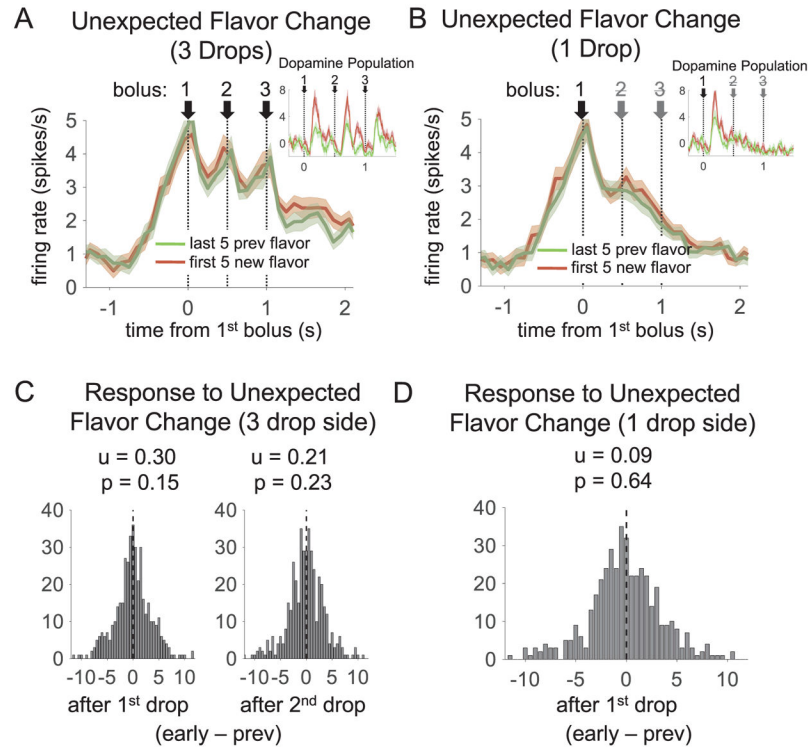 A
Unexpected Flavor Change
(3 Drops)
bolus: 1 2 3
Dopamine Population
1 2 3
8
4
0
0 1
firing rate (spikes/s)
5
4
3
2
1
0
last 5 prev flavor
first 5 new flavor
-1 0 1 2
time from 1st bolus (s)
B
Unexpected Flavor Change
(1 Drop)
bolus: 1 2 3
Dopamine Population
1 2 3
8
4
0
0 1
firing rate (spikes/s)
5
4
3
2
1
0
last 5 prev flavor
first 5 new flavor
-1 0 1 2
time from 1st bolus (s)
C
Response to Unexpected
Flavor Change (3 drop side)
u = 0.30
p = 0.15
40
30
20
10
0
-10 -5 0 5 10
after 1st drop
u = 0.21
p = 0.23
40
30
20
10
0
-10 -5 0 5 10
after 2nd drop
(early – prev)
D
Response to Unexpected
Flavor Change (1 drop side)
u = 0.09
p = 0.64
40
30
20
10
0
-10 -5 0 5 10
after 1st drop
(early – prev)